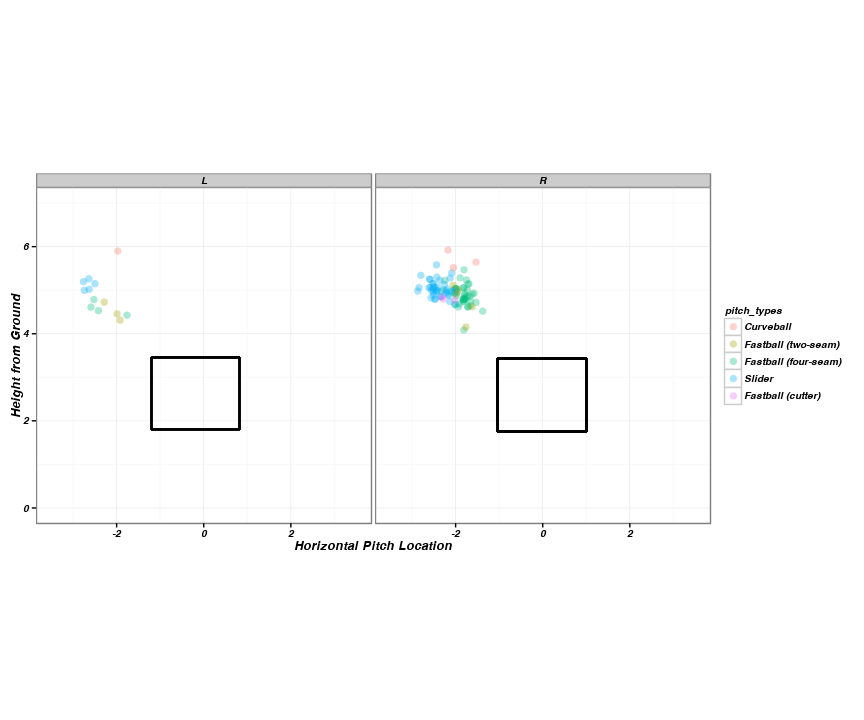 L R
Height from Ground
6
4
2
0
-2 0 2 -2 0 2
Horizontal Pitch Location
pitch_types
Curveball
Fastball (two-seam)
Fastball (four-seam)
Slider
Fastball (cutter)